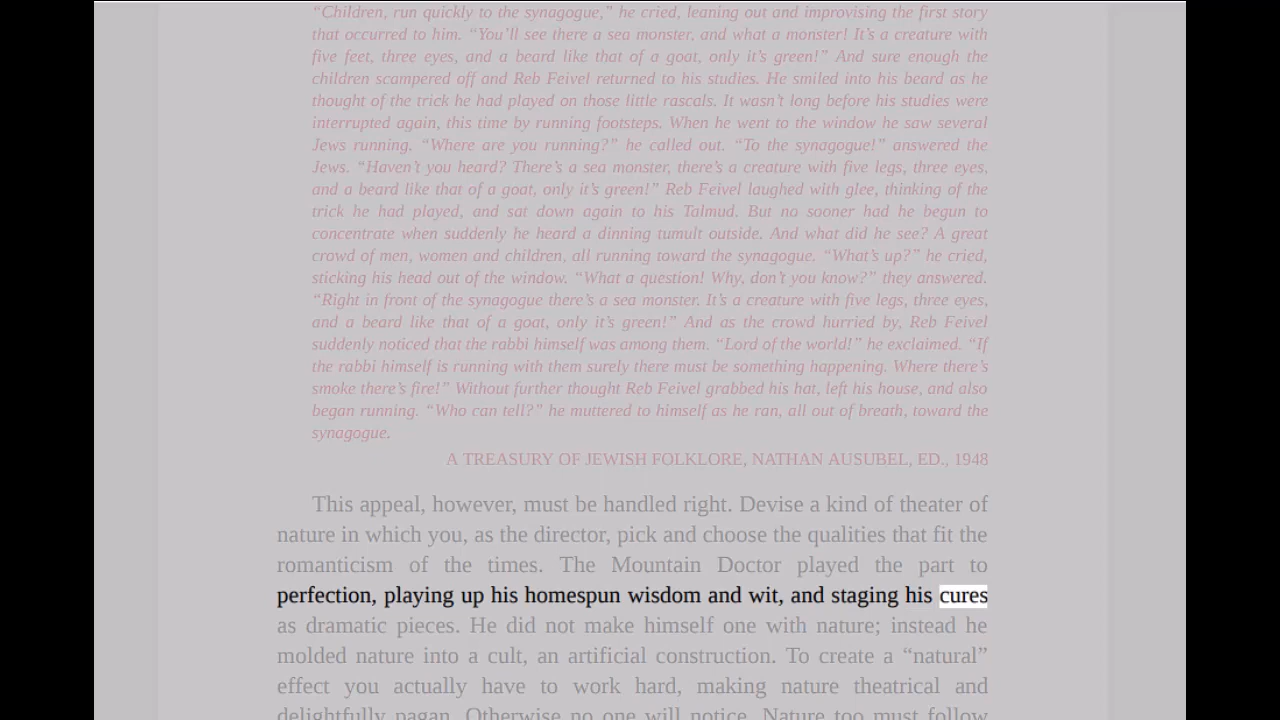 “Children, run quickly to the synagogue,” he cried, leaning out and improvising the first story
that occurred to him. “You’ll see there a sea monster, and what a monster! It’s a creature with
five feet, three eyes, and a beard like that of a goat, only it’s green!” And sure enough the
children scampered off and Reb Feivel returned to his studies. He smiled into his beard as he
thought of the trick he had played on those little rascals. It wasn’t long before his studies were
interrupted again, this time by running footsteps. When he went to the window he saw several
Jews running. “Where are you running?” he called out. “To the synagogue!” answered the
Jews. “Haven’t you heard? There’s a sea monster, there’s a creature with five legs, three eyes,
and a beard like that of a goat, only it’s green!” Reb Feivel laughed with glee, thinking of the
trick he had played, and sat down again to his Talmud. But no sooner had he begun to
concentrate when suddenly he heard a dinning tumult outside. And what did he see? A great
crowd of men, women and children, all running toward the synagogue. “What’s up?” he cried,
sticking his head out of the window. “What a question! Why, don’t you know?” they answered.
“Right in front of the synagogue there’s a sea monster. It’s a creature with five legs, three eyes,
and a beard like that of a goat, only it’s green!” And as the crowd hurried by, Reb Feivel
suddenly noticed that the rabbi himself was among them. “Lord of the world!” he exclaimed. “If
the rabbi himself is running with them surely there must be something happening. Where there’s
smoke there’s fire!” Without further thought Reb Feivel grabbed his hat, left his house, and also
began running. “Who can tell?” he muttered to himself as he ran, all out of breath, toward the
synagogue.
A TREASURY OF JEWISH FOLKLORE, NATHAN AUSUBEL, ED., 1948
This appeal, however, must be handled right. Devise a kind of theater of
nature in which you, as the director, pick and choose the qualities that fit the
romanticism of the times. The Mountain Doctor played the part to
perfection, playing up his homespun wisdom and wit, and staging his cures
as dramatic pieces. He did not make himself one with nature; instead he
molded nature into a cult, an artificial construction. To create a “natural”
effect you actually have to work hard, making nature theatrical and
delightfully pagan. Otherwise no one will notice. Nature too must follow